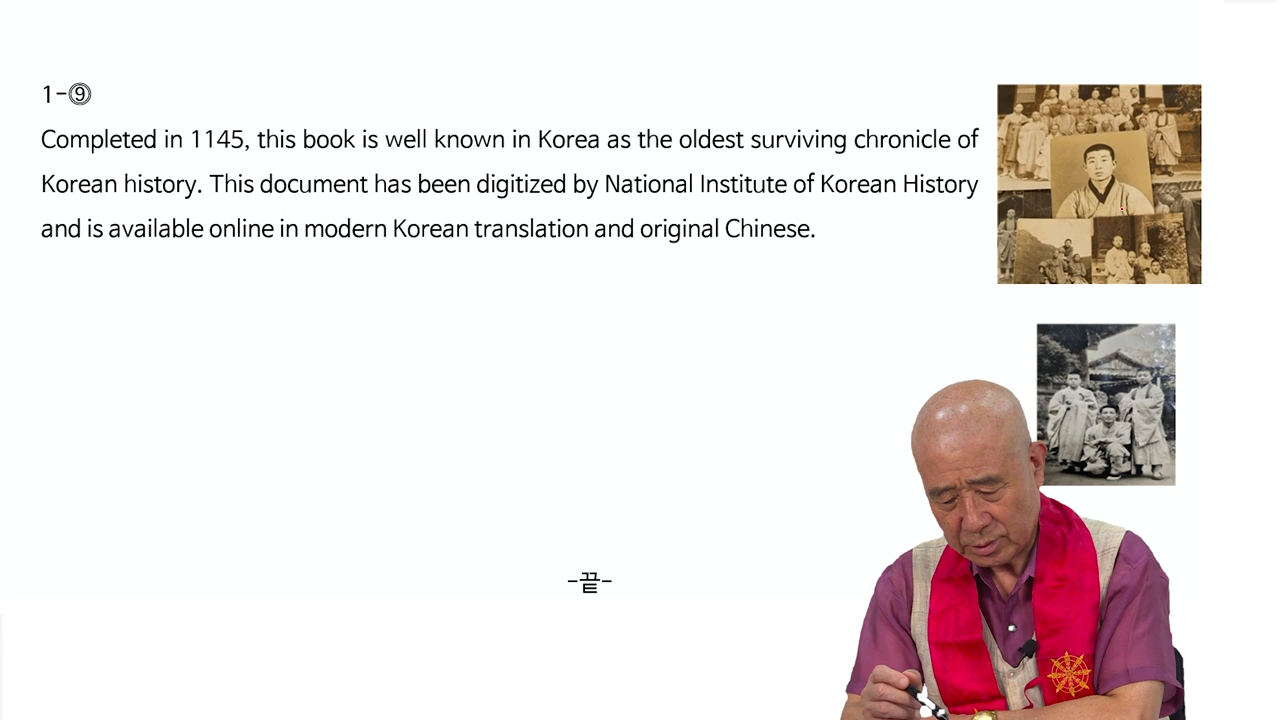 1-⑨
Completed in 1145, this book is well known in Korea as the oldest surviving chronicle of
Korean history. This document has been digitized by National Institute of Korean History
and is available online in modern Korean translation and original Chinese.
-끝-